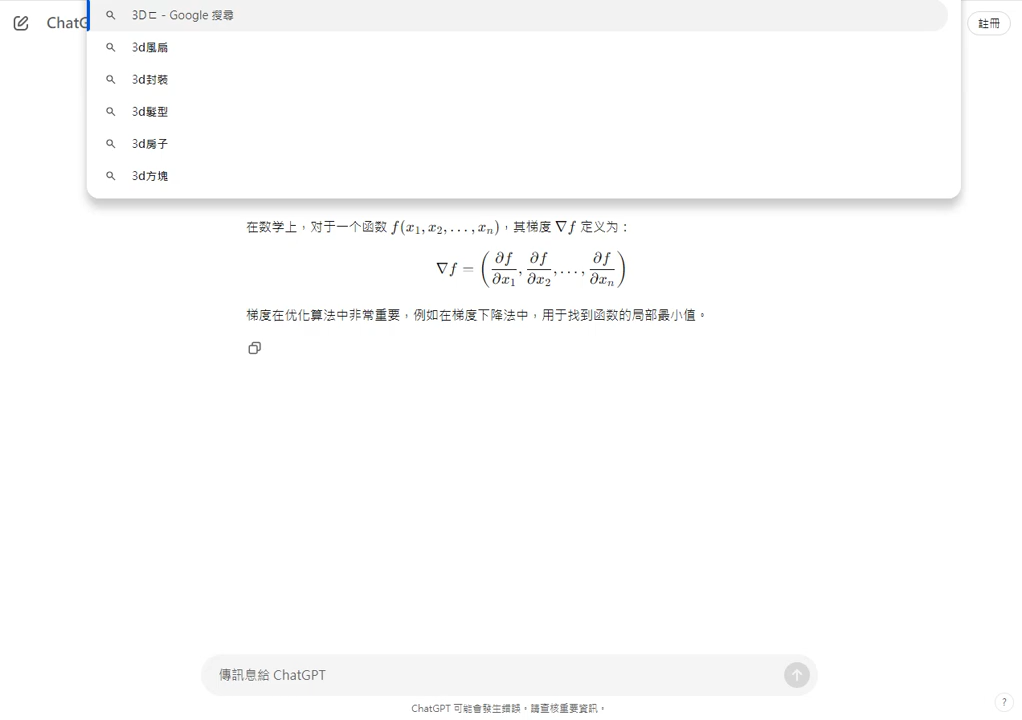 ChatG
註冊
3Dㄈ - Google 搜尋
3d風扇
3d封裝
3d髮型
3d房子
3d方塊
在数学上，对于一个函数 f(x₁, x₂, ..., xₙ)，其梯度 ∇f 定义为：
∇f = (∂f/∂x₁, ∂f/∂x₂, ..., ∂f/∂xₙ)
梯度在优化算法中非常重要，例如在梯度下降法中，用于找到函数的局部最小值。
傳訊息給 ChatGPT
ChatGPT 可能會發生錯誤。請查核重要資訊。
?